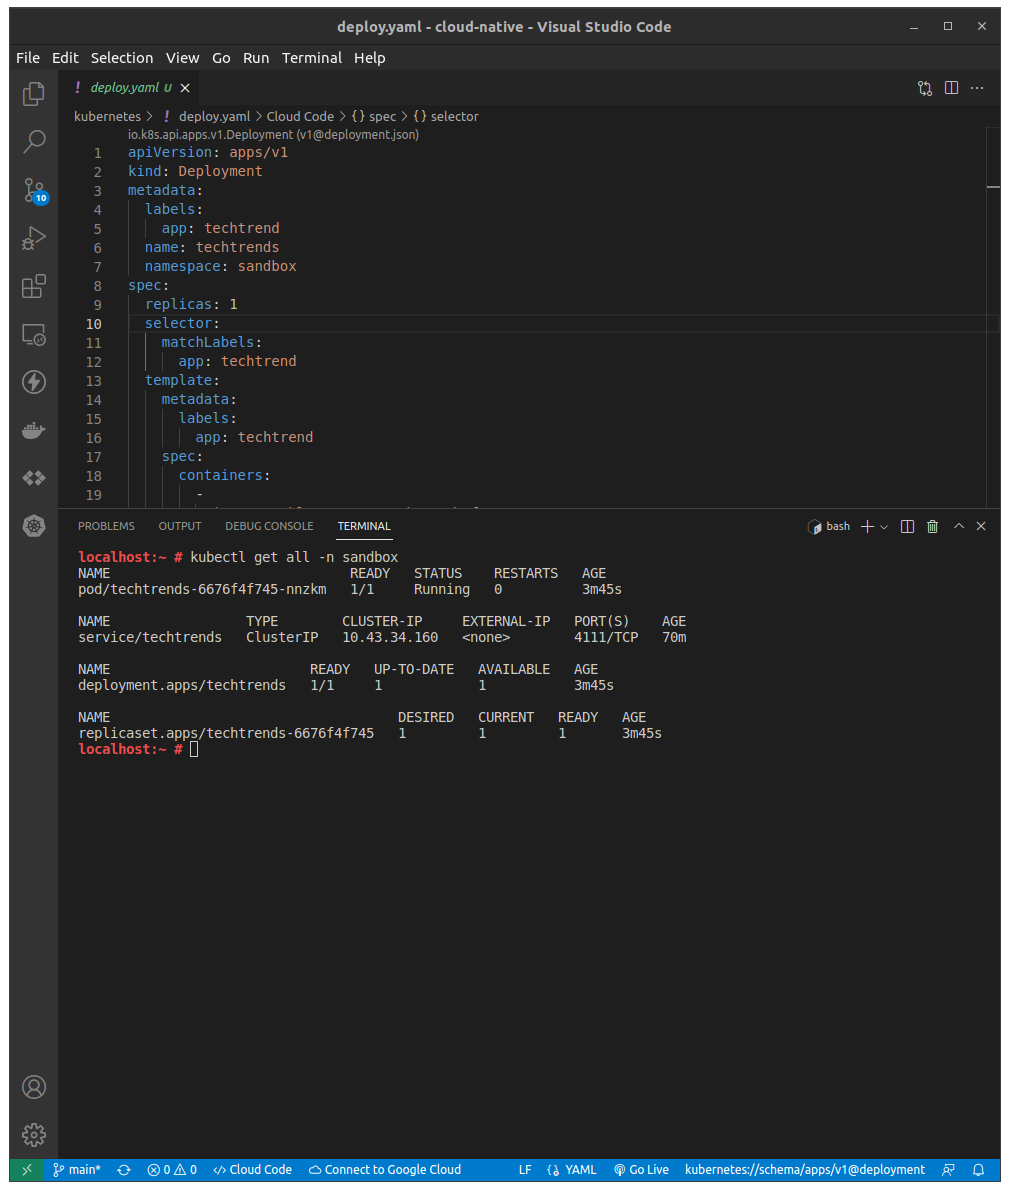 deploy.yaml - cloud-native - Visual Studio Code
File Edit Selection View Go Run Terminal Help
! deploy.yaml U
kubernetes > ! deploy.yaml > Cloud Code > {} spec > {} selector
io.k8s.api.apps.v1.Deployment (v1@deployment.json)
1 apiVersion: apps/v1
2 kind: Deployment
3 metadata:
4 labels:
5 app: techtrend
6 name: techtrends
7 namespace: sandbox
8 spec:
9 replicas: 1
10 selector:
11 matchLabels:
12 app: techtrend
13 template:
14 metadata:
15 labels:
16 app: techtrend
17 spec:
18 containers:
19 -
10
PROBLEMS OUTPUT DEBUG CONSOLE TERMINAL bash
localhost:~ # kubectl get all -n sandbox
NAME READY STATUS RESTARTS AGE
pod/techtrends-6676f4f745-nnzkm 1/1 Running 0 3m45s
NAME TYPE CLUSTER-IP EXTERNAL-IP PORT(S) AGE
service/techtrends ClusterIP 10.43.34.160 <none> 4111/TCP 70m
NAME READY UP-TO-DATE AVAILABLE AGE
deployment.apps/techtrends 1/1 1 1 3m45s
NAME DESIRED CURRENT READY AGE
replicaset.apps/techtrends-6676f4f745 1 1 1 3m45s
localhost:~ #
main* 0 0 Cloud Code Connect to Google Cloud LF YAML Go Live kubernetes://schema/apps/v1@deployment